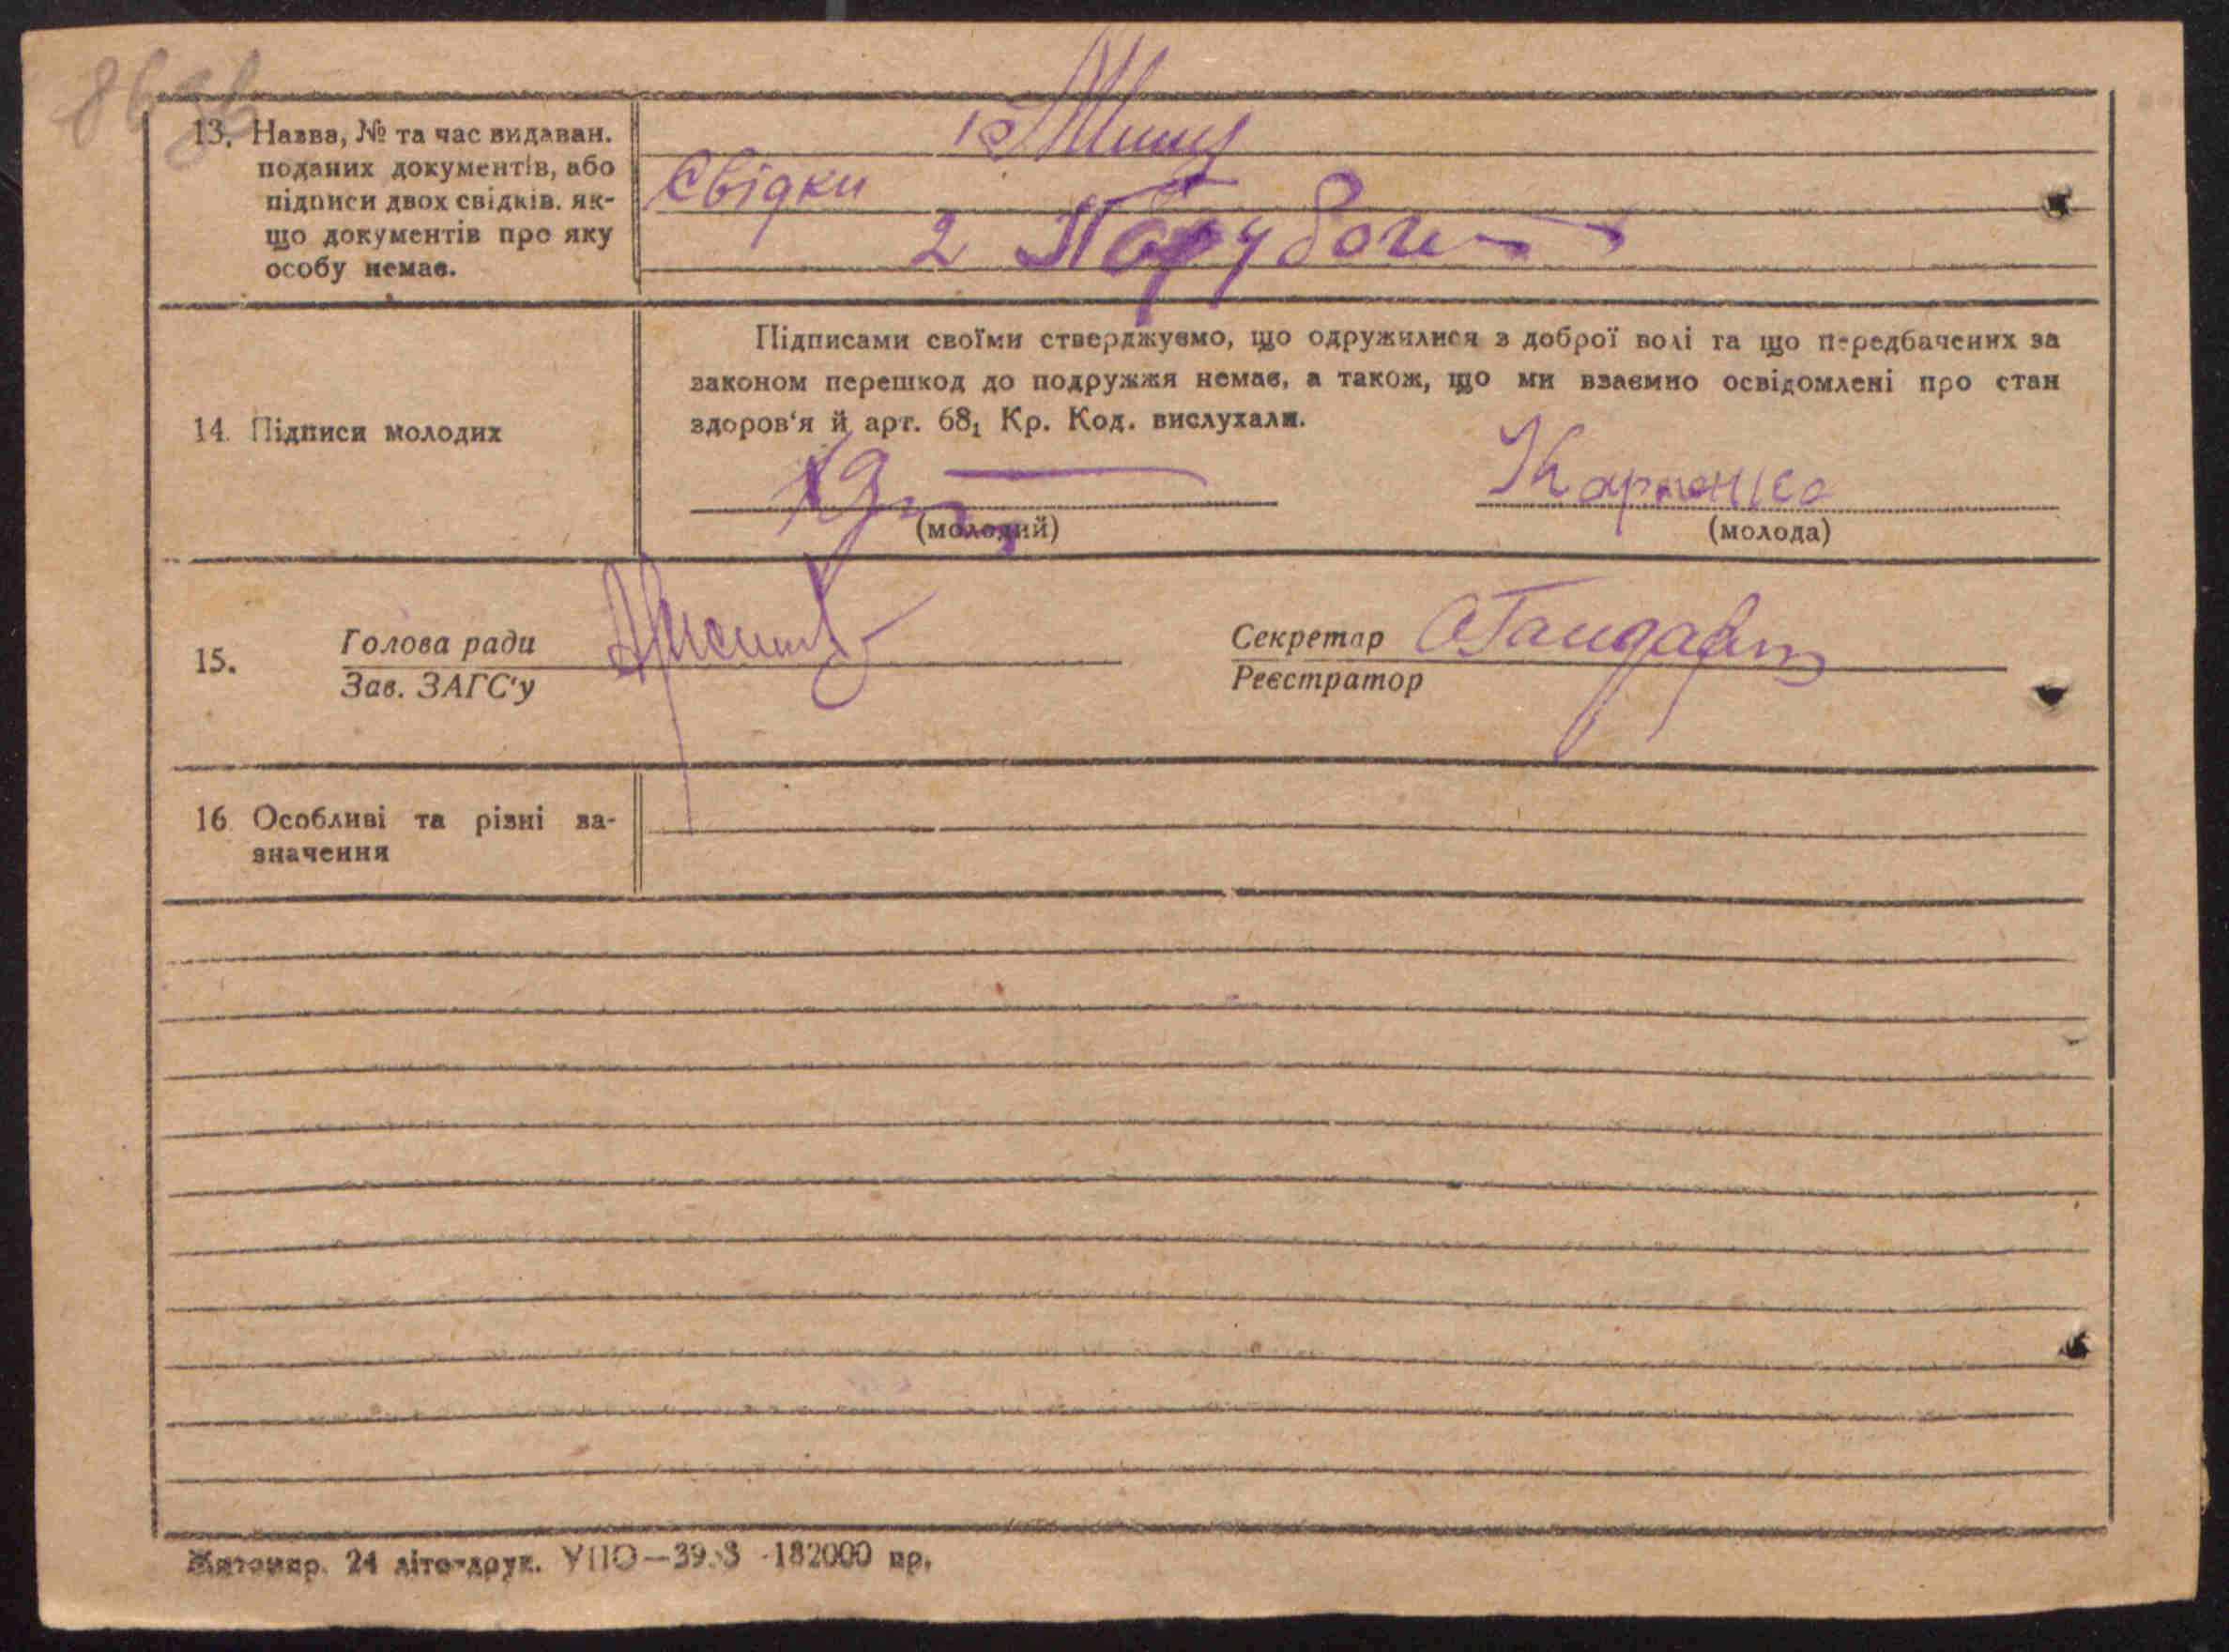 13. Назва, № та час видаван.
поданих документів, або
підписи двох свідків. як-
що документів про яку
особу немає.
1
Свідки
2
14. Підписи молодих
Підписами своїми стверджуємо, що одружилися з доброї волі та що передбачених за
законом перешкод до подружжя немає, а також, що ми взаємно освідомлені про стан
здоров'я й арт. 68₁ Кр. Код. вислухали.
(молодий)
(молода)
15.
Голова ради
Зав. ЗАГС'у
Секретар
Реєстратор
16 Особливі та різні за-
значення
Житомир. 24 літо-друк. УПО—39.3 -182000 пр.